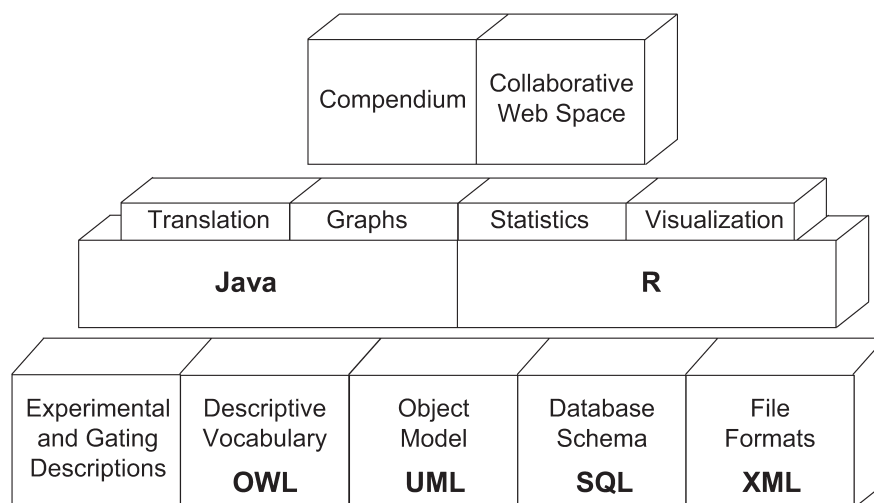 Compendium
Collaborative
Web Space
Translation
Graphs
Statistics
Visualization
Java
R
Experimental
and Gating
Descriptions
Descriptive
Vocabulary
OWL
Object
Model
UML
Database
Schema
SQL
File
Formats
XML